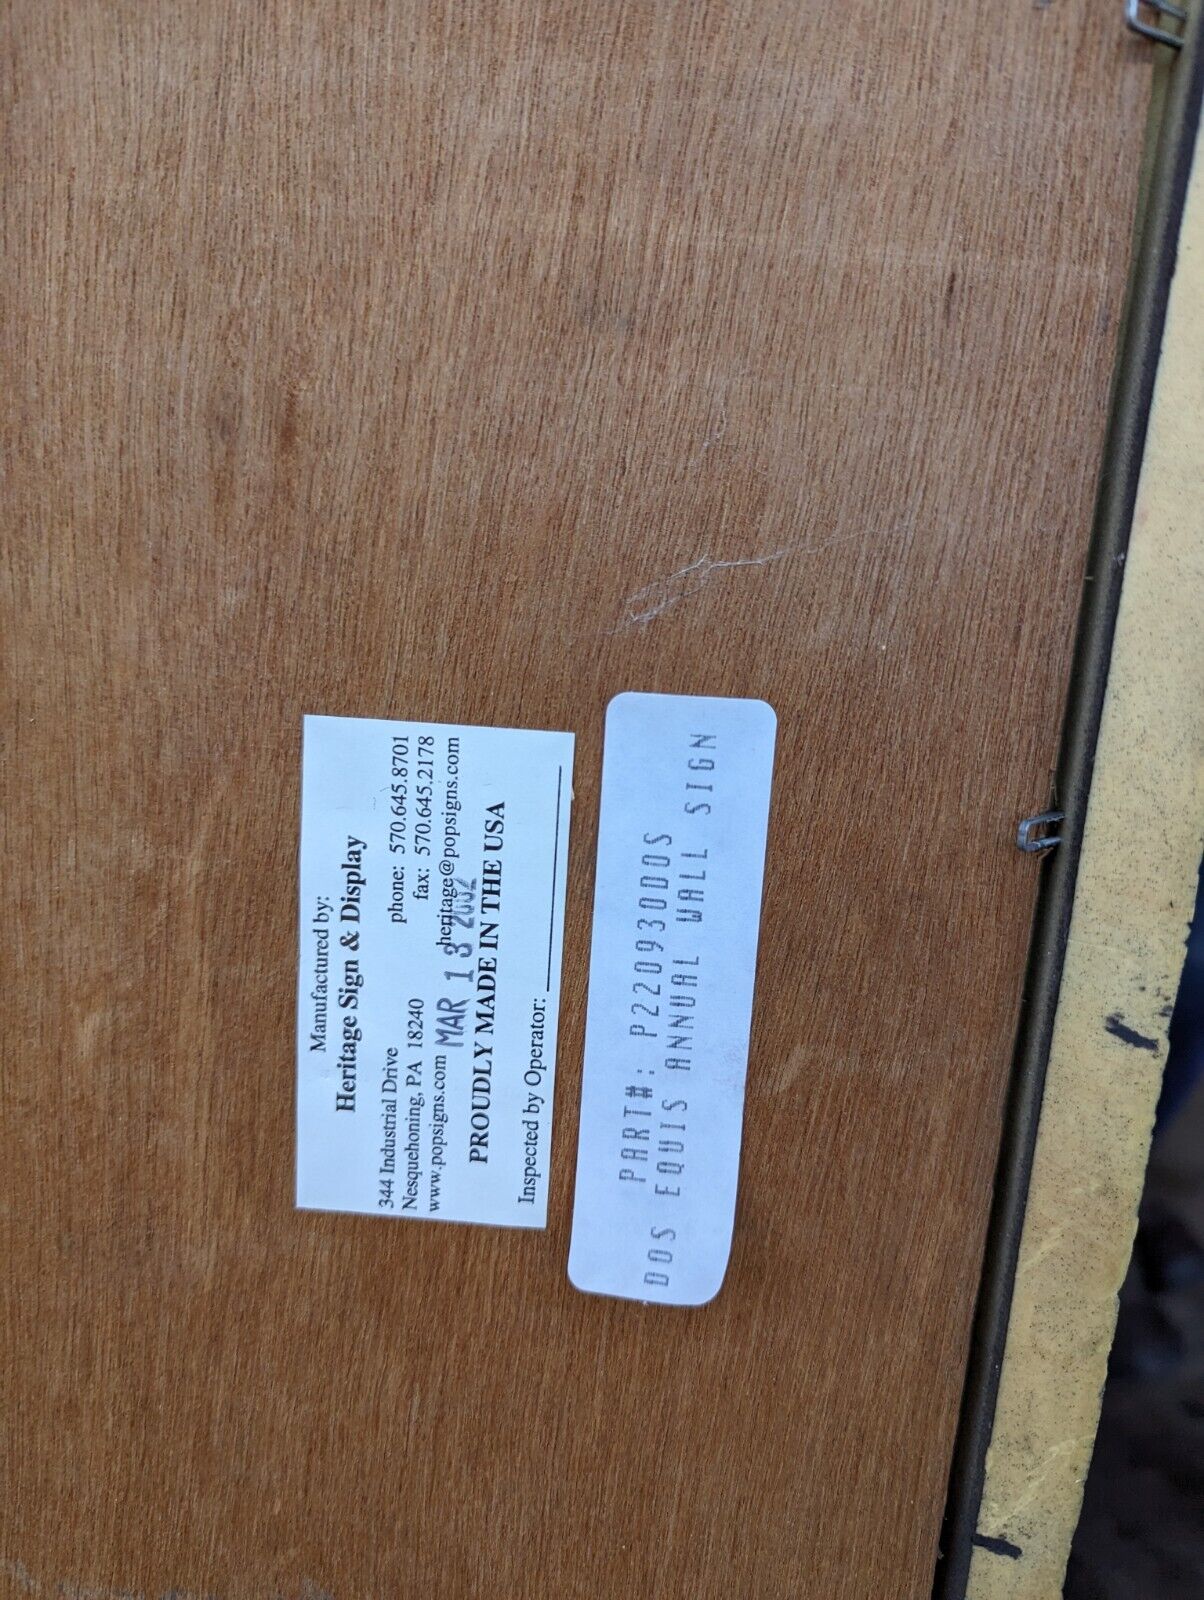 Manufactured by:
Heritage Sign & Display
344 Industrial Drive phone: 570.645.8701
Nesquehoning, PA 18240 fax: 570.645.2178
www.popsigns.com heritage@popsigns.com
MAR 13 2002
PROUDLY MADE IN THE USA
Inspected by Operator:
PART#: P22093DDOS
DOS EQUIS ANNUAL WALL SIGN